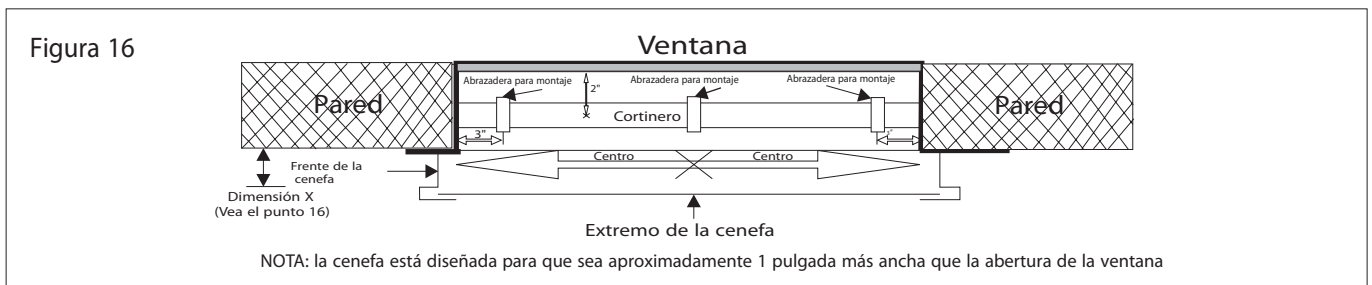 Figura 16
Ventana
Abrazadera para montaje
Abrazadera para montaje
Abrazadera para montaje
2"
Pared
Pared
Cortinero
3"
Centro
Centro
Frente de la
cenefa
Dimensión X
(Vea el punto 16)
Extremo de la cenefa
NOTA: la cenefa está diseñada para que sea aproximadamente 1 pulgada más ancha que la abertura de la ventana